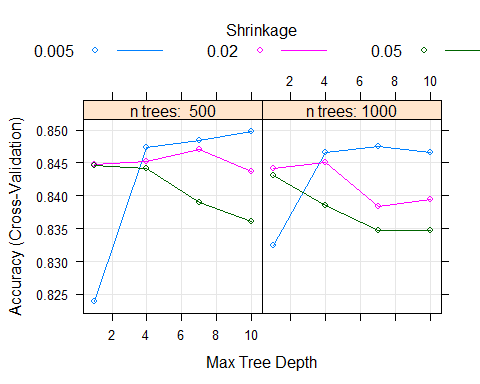 Shrinkage
0.005 0.02 0.05
2 4 6 8 10
n trees: 500 n trees: 1000
0.850
0.845
0.840
0.835
0.830
0.825
2 4 6 8 10
Accuracy (Cross-Validation)
Max Tree Depth